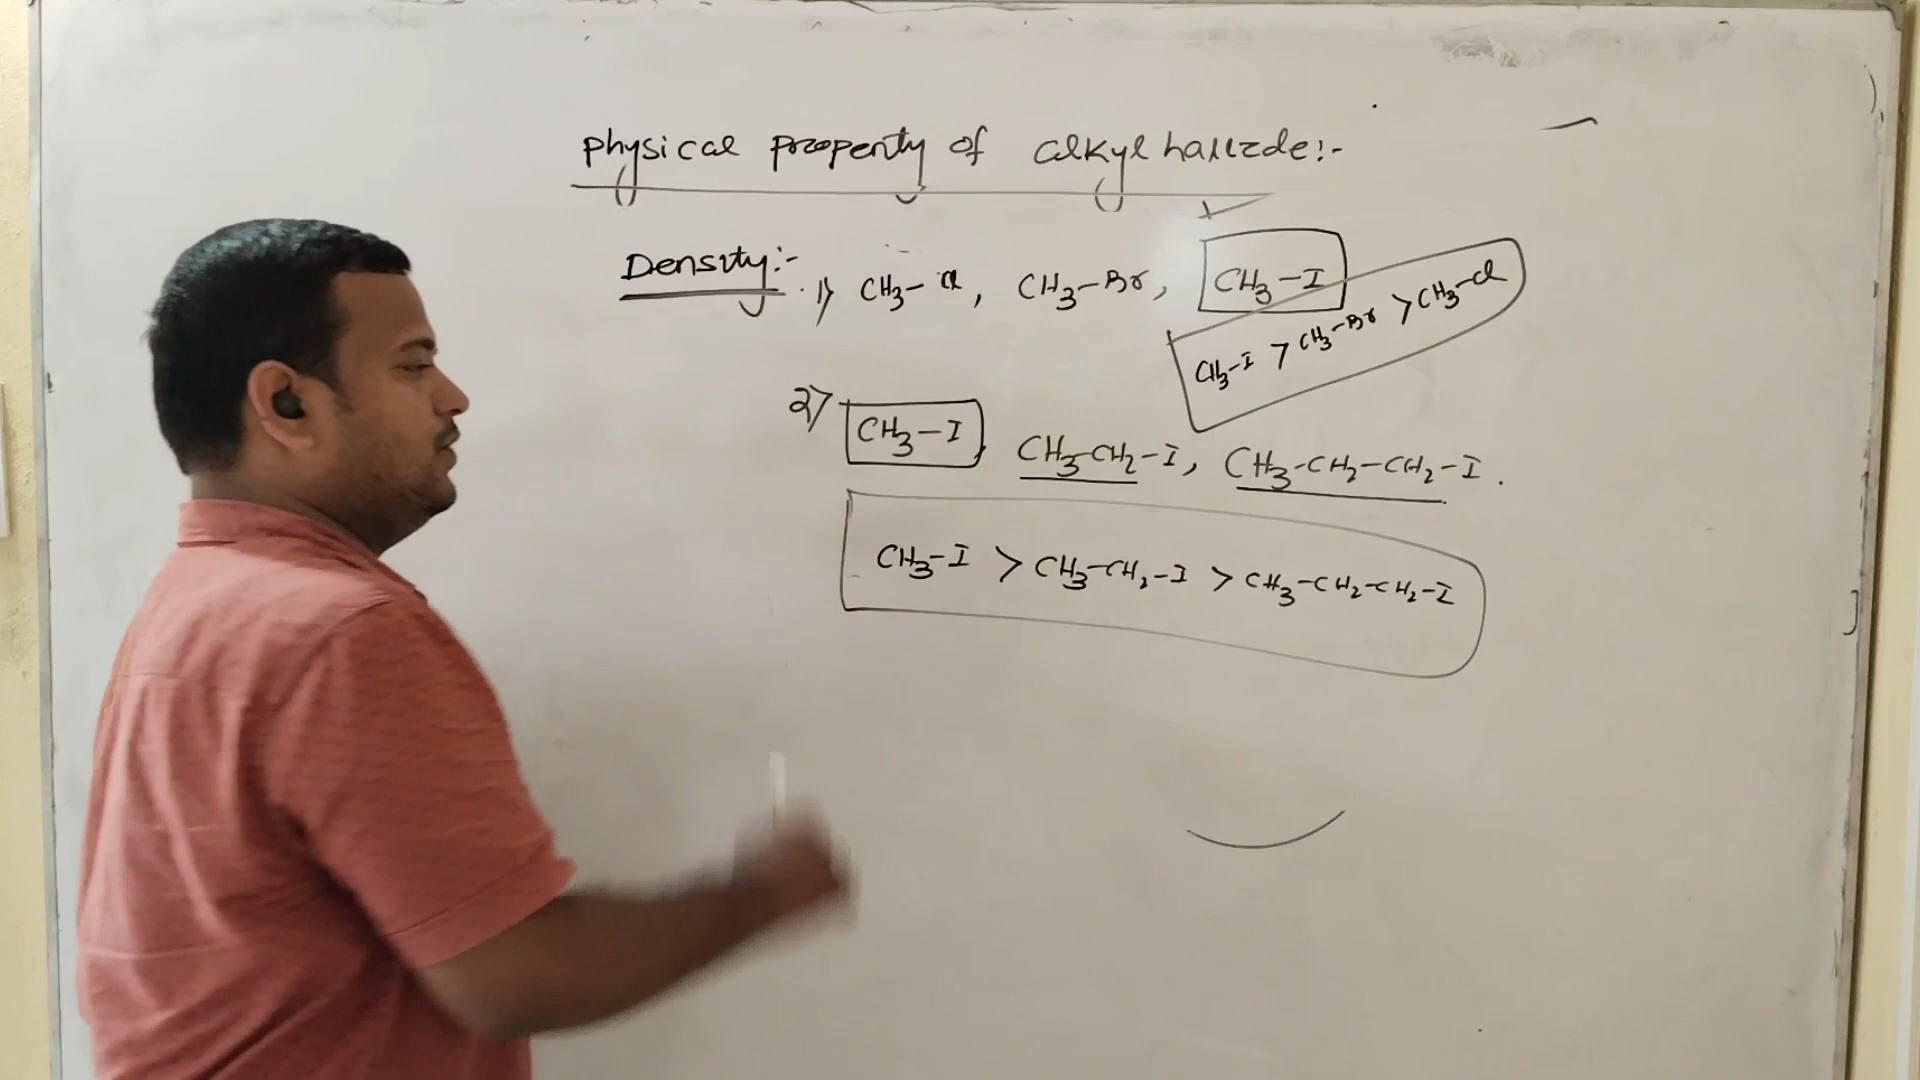 Physical property of alkyl halide:-
Density:- 1) CH3-Cl, CH3-Br, CH3-I
CH3-I > CH3-Br > CH3-Cl
2) CH3-I CH3-CH2-I, CH3-CH2-CH2-I.
CH3-I > CH3-CH2-I > CH3-CH2-CH2-I